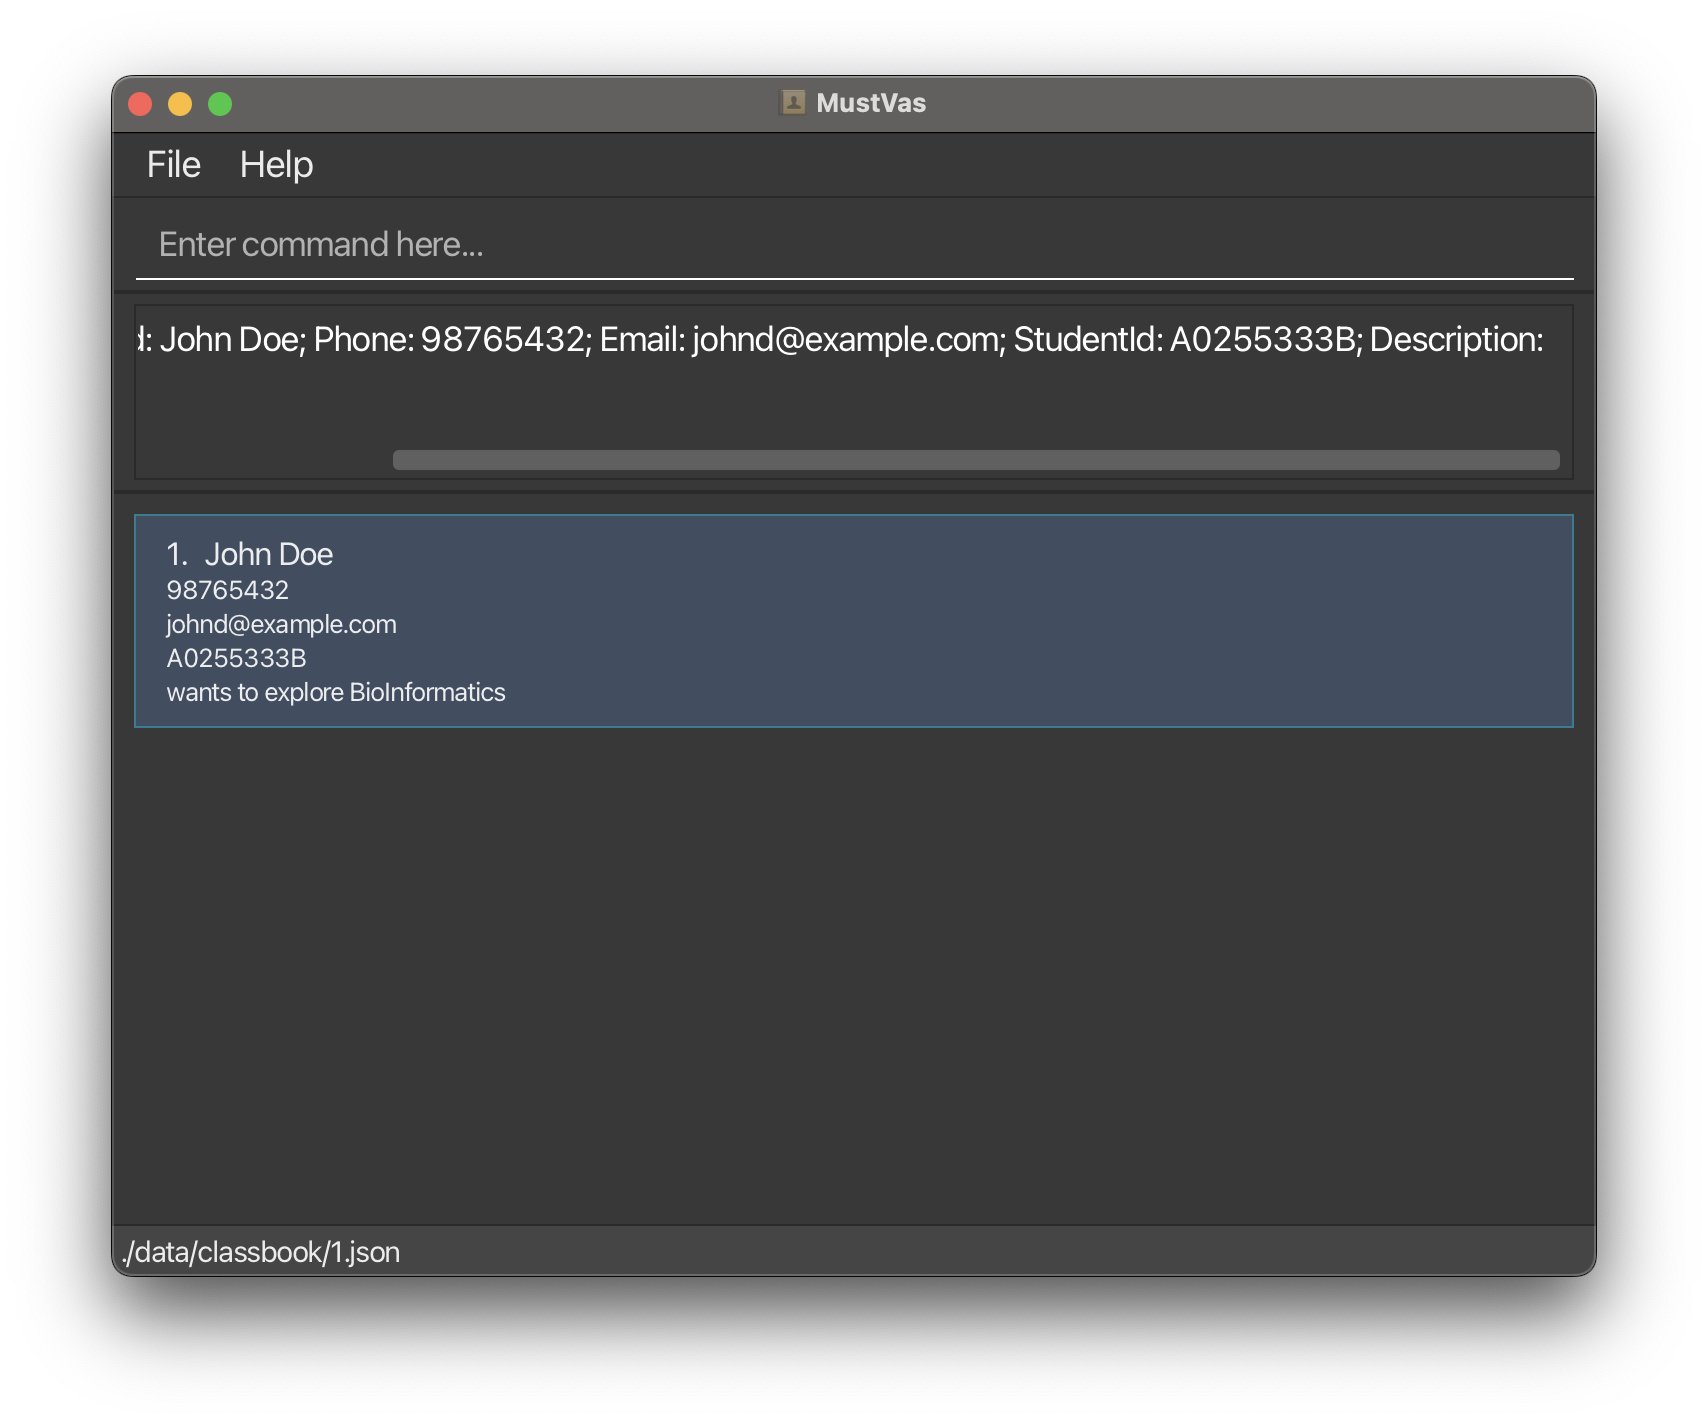 MustVas
File Help
Enter command here...
d: John Doe; Phone: 98765432; Email: johnd@example.com; StudentId: A0255333B; Description:
1. John Doe
98765432
johnd@example.com
A0255333B
wants to explore BioInformatics
./data/classbook/1.json